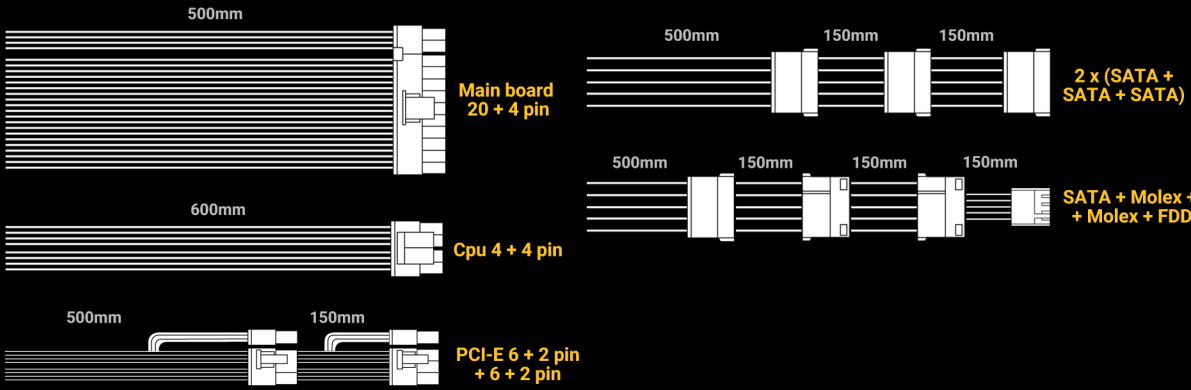 500mm
Main board
20 + 4 pin
600mm
Cpu 4 + 4 pin
500mm 150mm
PCI-E 6 + 2 pin
+ 6 + 2 pin
500mm 150mm 150mm
2 x (SATA +
SATA + SATA)
500mm 150mm 150mm 150mm
SATA + Molex +
+ Molex + FDD